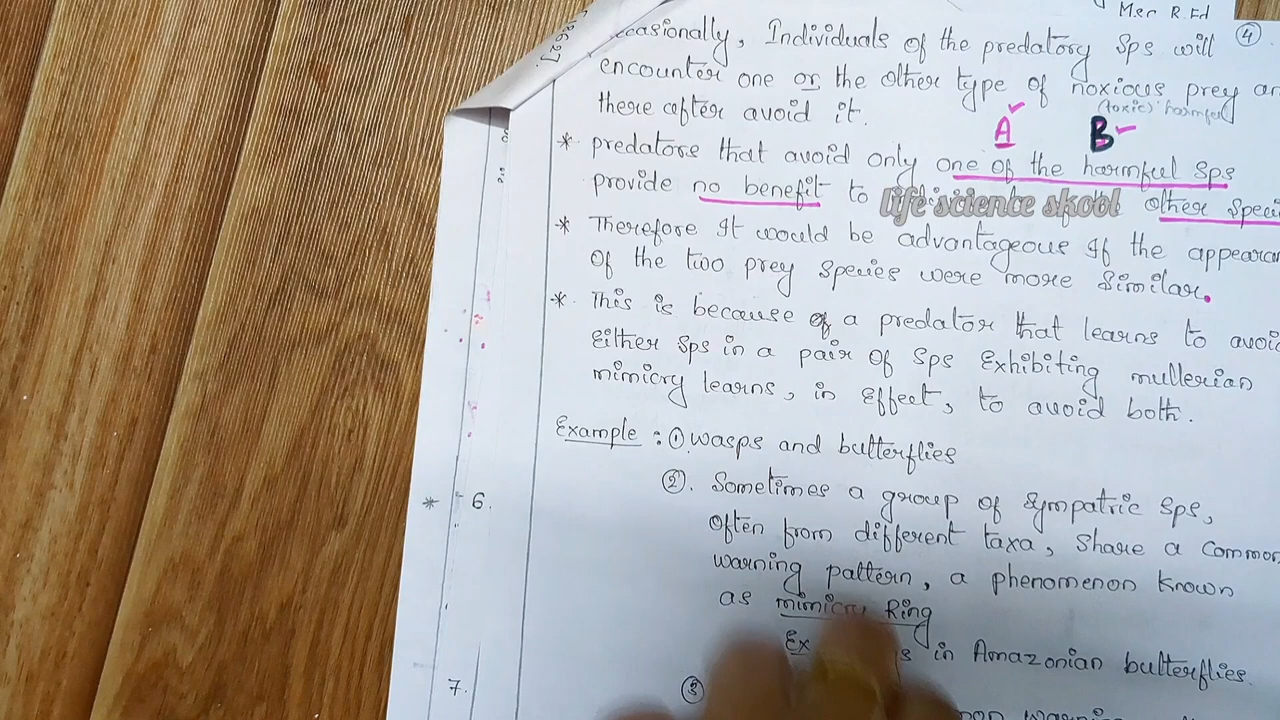 Msc B.Ed
④
occasionally, Individuals of the predatory Sps will
encounter one or the other type of noxious prey an
(toxic) harmful
there after avoid it.
A✓ B✓
* predators that avoid only one of the harmful Sps
provide no benefit to other speci
life science skool
* Therefore It would be advantageous If the appearan
of the two prey species were more similar.
* This is because of a predator that learns to avoid
Either Sps in a pair of Sps Exhibiting mullerian
mimicry learns, in Effect, to avoid both.
Example : ①. wasps and butterflies
②. Sometimes a group of sympatric Sps,
* 6.
often from different taxa, Share a Common
warning pattern, a phenomenon known
as mimicry Ring
Ex in Amazonian butterflies.
7.
③